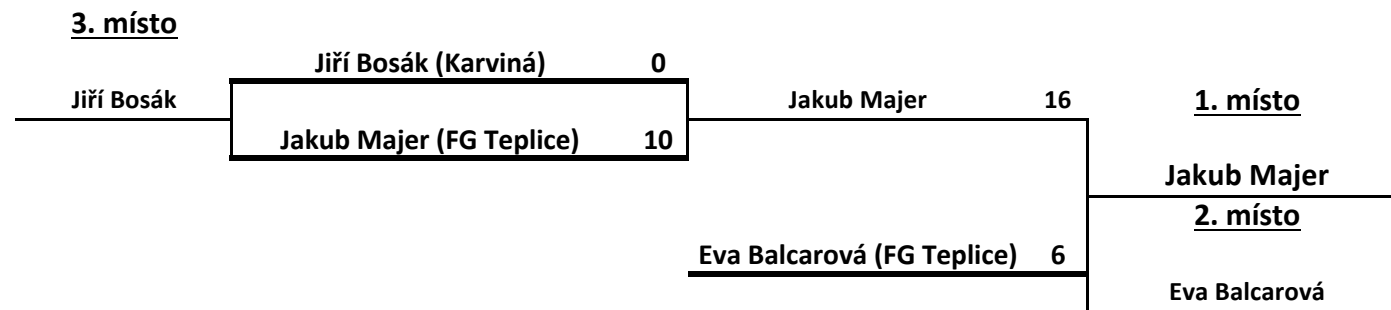 3. místo
Jiří Bosák (Karviná) 0
Jiří Bosák Jakub Majer 16 1. místo
Jakub Majer (FG Teplice) 10
Jakub Majer
2. místo
Eva Balcarová (FG Teplice) 6
Eva Balcarová